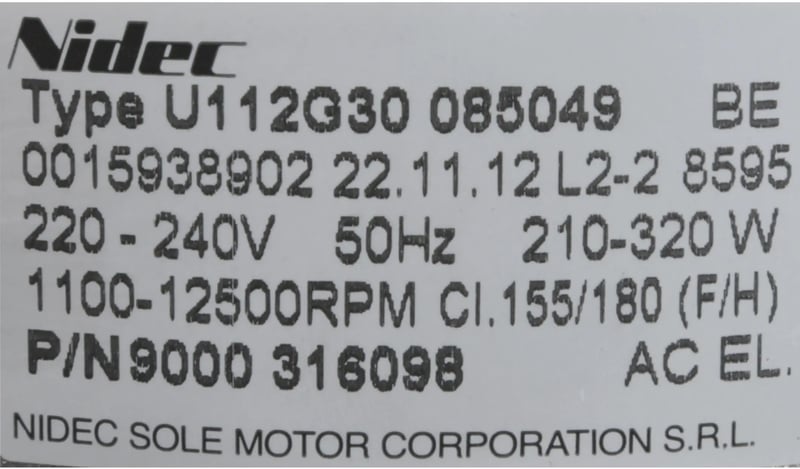 Nidec
Type U112G30 085049 BE
0015938902 22.11.12 L2-2 8595
220 - 240V 50Hz 210-320 W
1100-12500RPM Cl.155/180 (F/H)
P/N9000 316098 AC EL.
NIDEC SOLE MOTOR CORPORATION S.R.L.